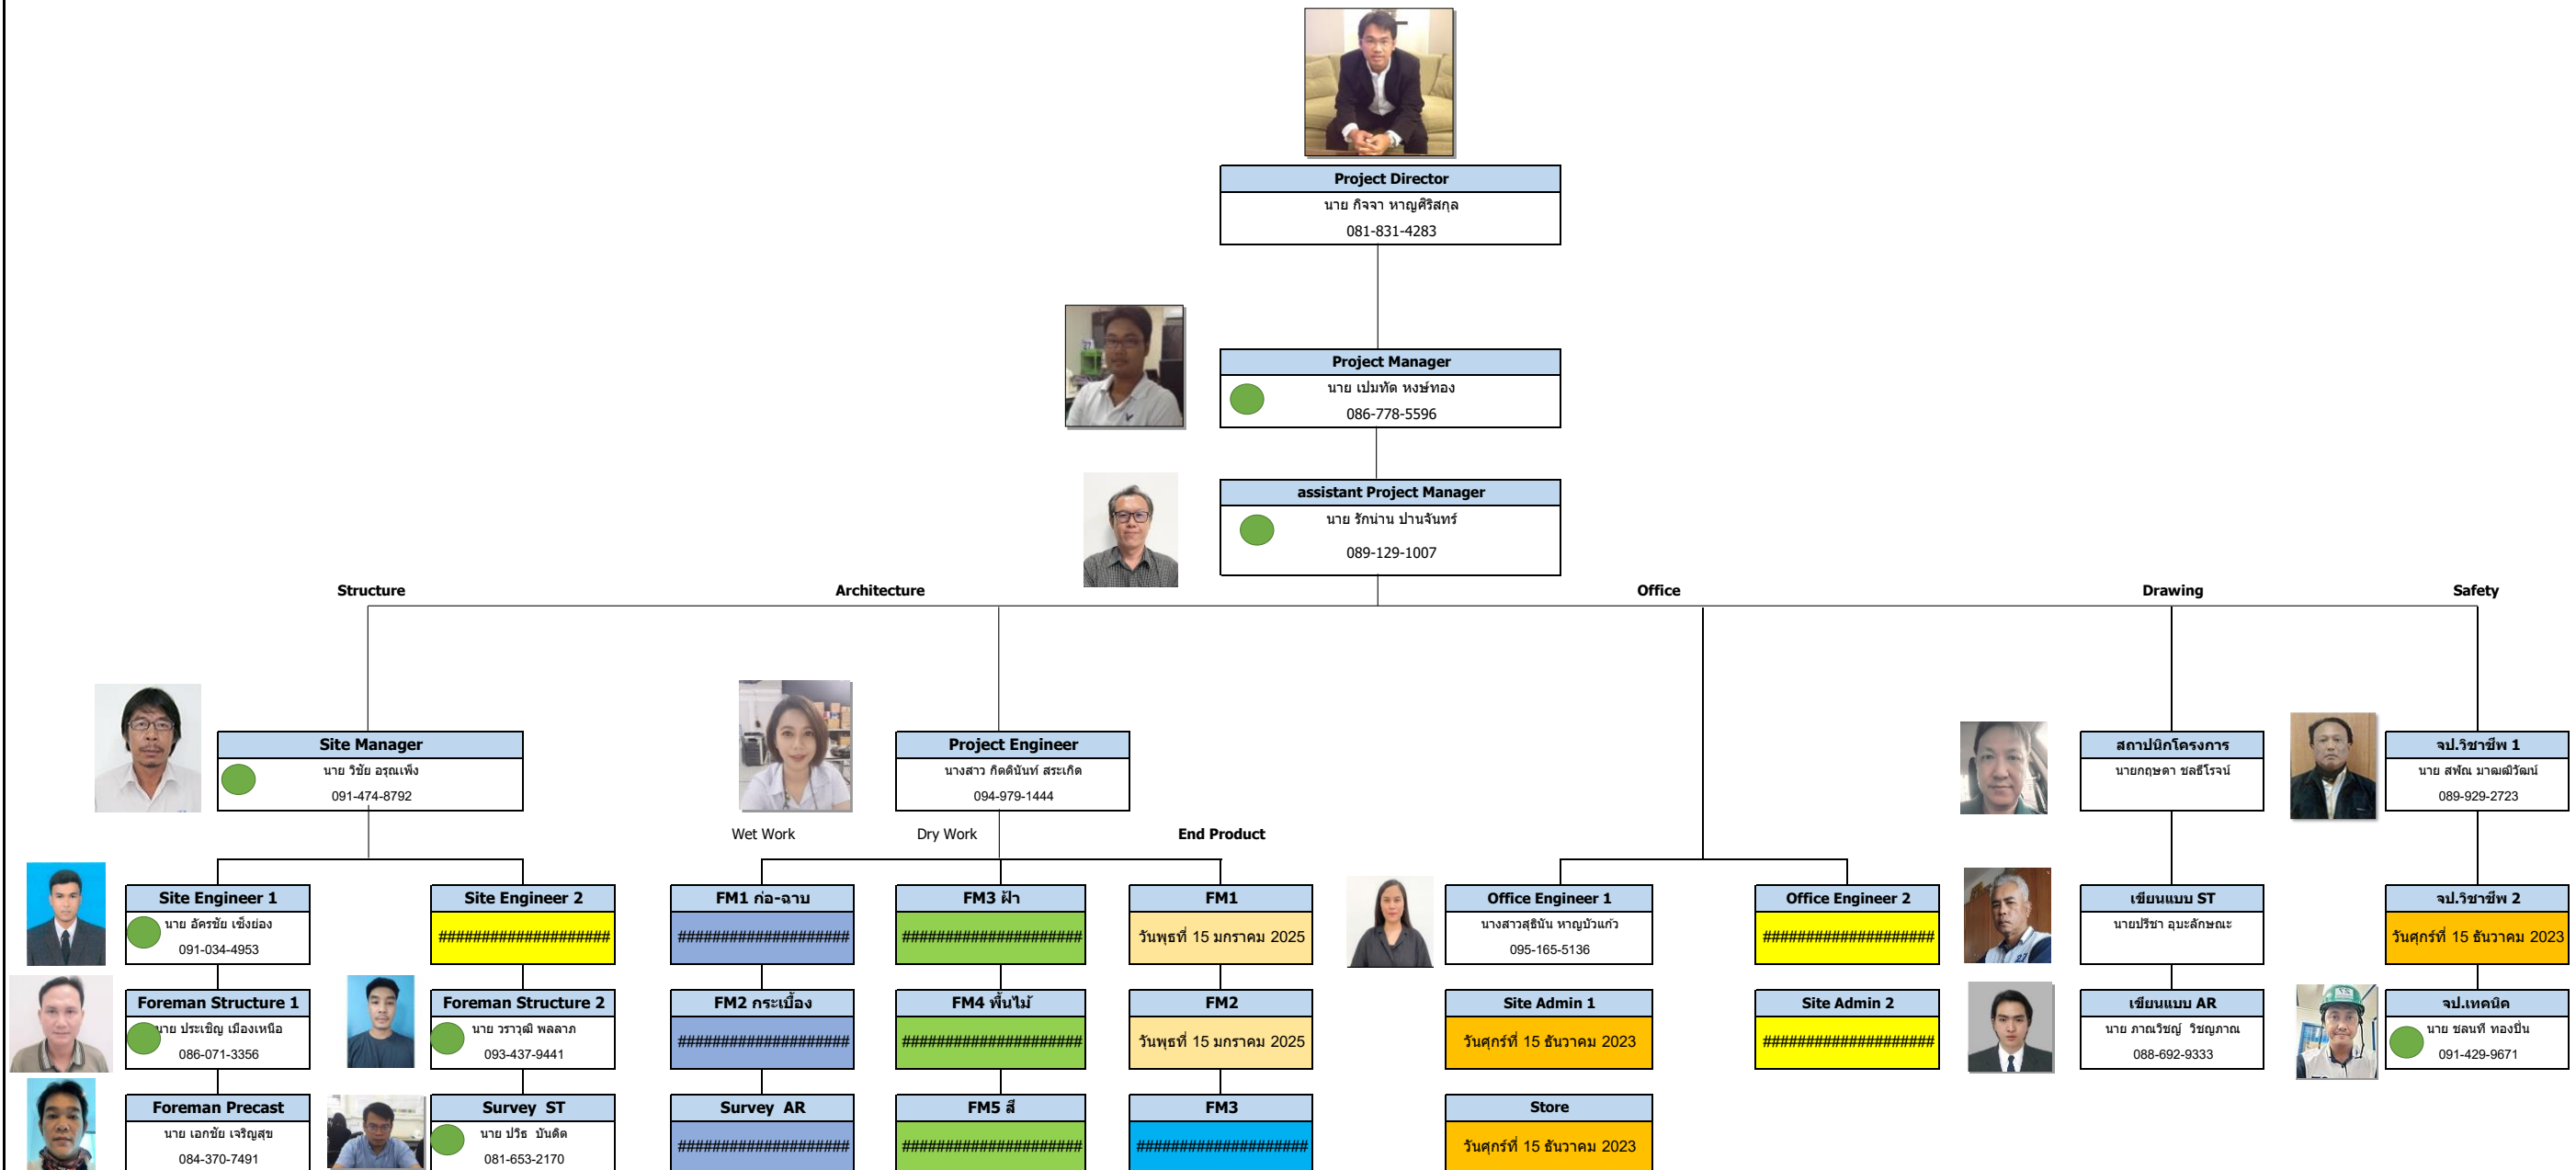 Project Director
นาย กิจจา หาญศิริสกุล
081-831-4283
Project Manager
นาย เปมทัต หงษ์ทอง
086-778-5596
assistant Project Manager
นาย รักน่าน ปานจันทร์
089-129-1007
Structure
Architecture
Office
Drawing
Safety
Site Manager
นาย วิชัย อรุณเพ็ง
091-474-8792
Project Engineer
นางสาว กิตตินันท์ สระเกิด
094-979-1444
สถาปนิกโครงการ
นายกฤษดา ชลธีโรจน์
จป.วิชาชีพ 1
นาย สพัณ มาฒฒิวัฒน์
089-929-2723
Wet Work
Dry Work
End Product
Site Engineer 1
นาย อัครชัย เซ็งย่อง
091-034-4953
Site Engineer 2
####################
FM1 ก่อ-ฉาบ
####################
FM3 ฝ้า
#####################
FM1
วันพุธที่ 15 มกราคม 2025
Office Engineer 1
นางสาวสุธินัน หาญบัวแก้ว
095-165-5136
Office Engineer 2
####################
เขียนแบบ ST
นายปรีชา อุบะลักษณะ
จป.วิชาชีพ 2
วันศุกร์ที่ 15 ธันวาคม 2023
Foreman Structure 1
นาย ประเชิญ เมืองเหนือ
086-071-3356
Foreman Structure 2
นาย วราวุฒิ พลลาภ
093-437-9441
FM2 กระเบื้อง
####################
FM4 พื้นไม้
#####################
FM2
วันพุธที่ 15 มกราคม 2025
Site Admin 1
วันศุกร์ที่ 15 ธันวาคม 2023
Site Admin 2
####################
เขียนแบบ AR
นาย ภาณวิชญ์ วิชญภาณ
088-692-9333
จป.เทคนิค
นาย ชลนที ทองปิ่น
091-429-9671
Foreman Precast
นาย เอกชัย เจริญสุข
084-370-7491
Survey ST
นาย ปวิธ บันดิต
081-653-2170
Survey AR
####################
FM5 สี
#####################
FM3
####################
Store
วันศุกร์ที่ 15 ธันวาคม 2023